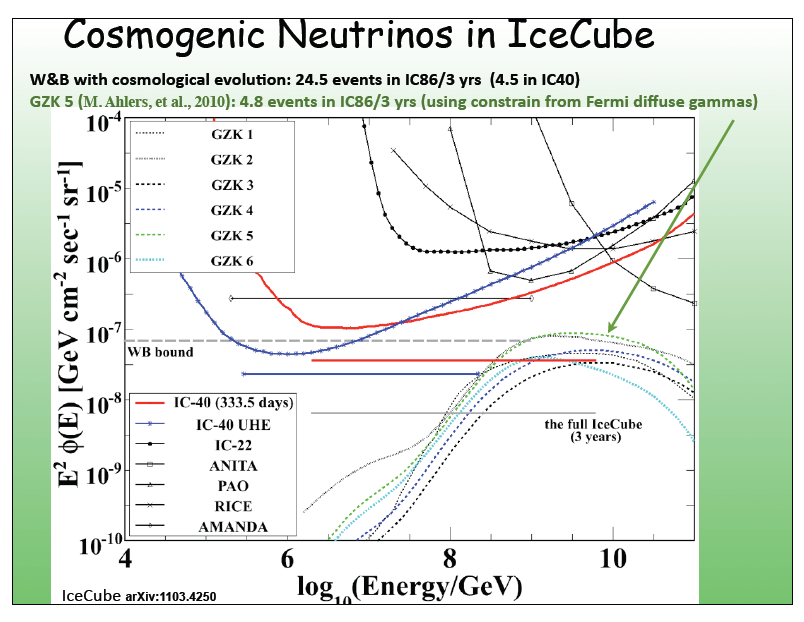 Cosmogenic Neutrinos in IceCube
W&B with cosmological evolution: 24.5 events in IC86/3 yrs (4.5 in IC40)
GZK 5 (M. Ahlers, et al., 2010): 4.8 events in IC86/3 yrs (using constrain from Fermi diffuse gammas)
10⁻⁴
10⁻⁵
10⁻⁶
10⁻⁷
10⁻⁸
10⁻⁹
10⁻¹⁰
E² ϕ(E) [GeV cm⁻² sec⁻¹ sr⁻¹]
GZK 1
GZK 2
GZK 3
GZK 4
GZK 5
GZK 6
WB bound
IC-40 (333.5 days)
IC-40 UHE
IC-22
ANITA
PAO
RICE
AMANDA
the full IceCube
(3 years)
4 6 8 10
log₁₀(Energy/GeV)
IceCube arXiv:1103.4250